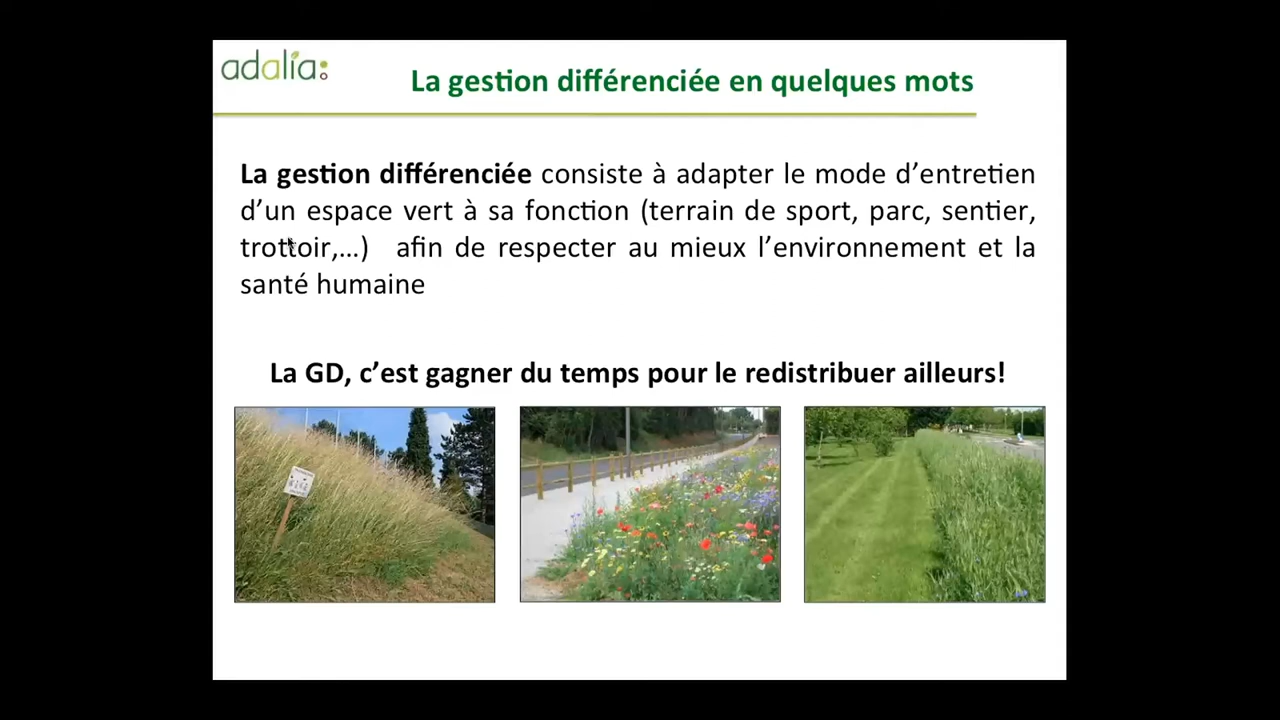 adalia
La gestion différenciée en quelques mots
La gestion différenciée consiste à adapter le mode d’entretien
d’un espace vert à sa fonction (terrain de sport, parc, sentier,
trottoir,…) afin de respecter au mieux l’environnement et la
santé humaine
La GD, c’est gagner du temps pour le redistribuer ailleurs!